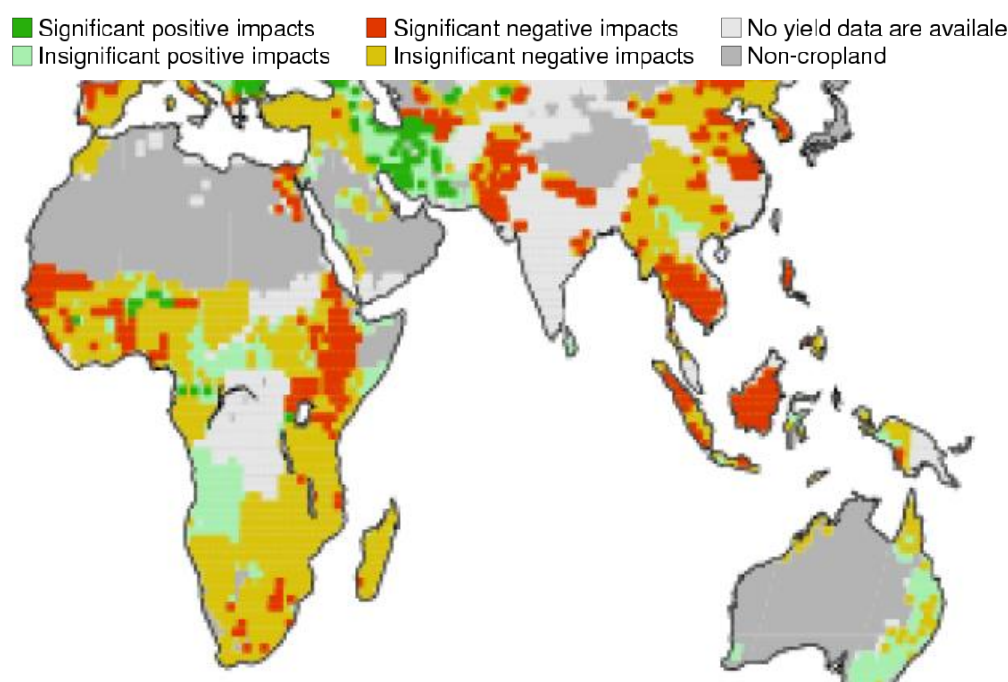 Significant positive impacts Significant negative impacts No yield data are availale
Insignificant positive impacts Insignificant negative impacts Non-cropland